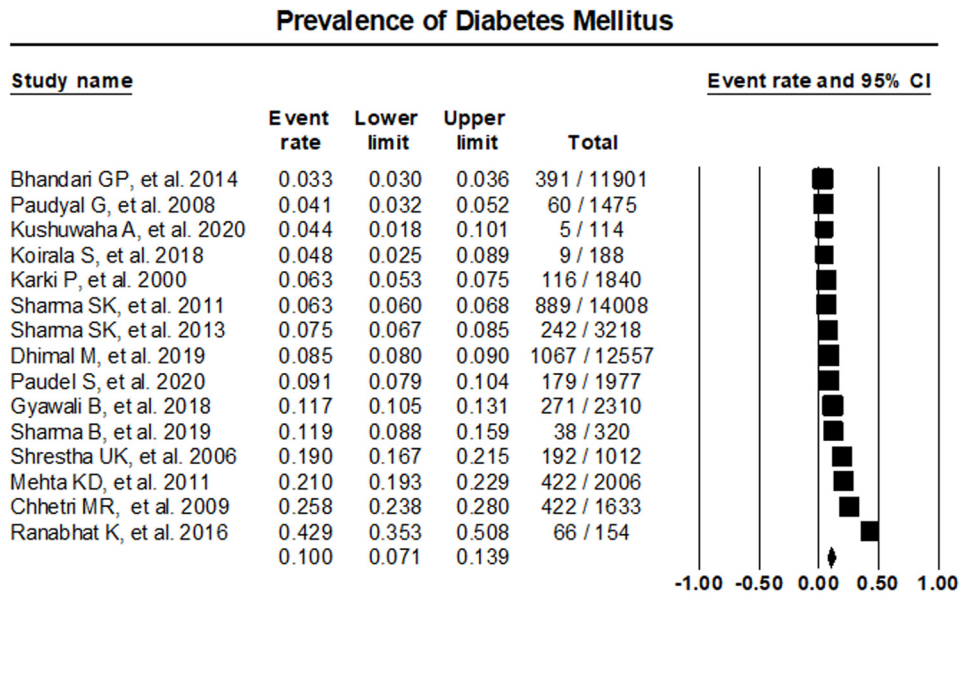 Prevalence of Diabetes Mellitus
Study name Event rate and 95% CI
Event Lower Upper
rate limit limit Total
Bhandari GP, et al. 2014 0.033 0.030 0.036 391 / 11901
Paudyal G, et al. 2008 0.041 0.032 0.052 60 / 1475
Kushuwaha A, et al. 2020 0.044 0.018 0.101 5 / 114
Koirala S, et al. 2018 0.048 0.025 0.089 9 / 188
Karki P, et al. 2000 0.063 0.053 0.075 116 / 1840
Sharma SK, et al. 2011 0.063 0.060 0.068 889 / 14008
Sharma SK, et al. 2013 0.075 0.067 0.085 242 / 3218
Dhimal M, et al. 2019 0.085 0.080 0.090 1067 / 12557
Paudel S, et al. 2020 0.091 0.079 0.104 179 / 1977
Gyawali B, et al. 2018 0.117 0.105 0.131 271 / 2310
Sharma B, et al. 2019 0.119 0.088 0.159 38 / 320
Shrestha UK, et al. 2006 0.190 0.167 0.215 192 / 1012
Mehta KD, et al. 2011 0.210 0.193 0.229 422 / 2006
Chhetri MR, et al. 2009 0.258 0.238 0.280 422 / 1633
Ranabhat K, et al. 2016 0.429 0.353 0.508 66 / 154
0.100 0.071 0.139
-1.00 -0.50 0.00 0.50 1.00